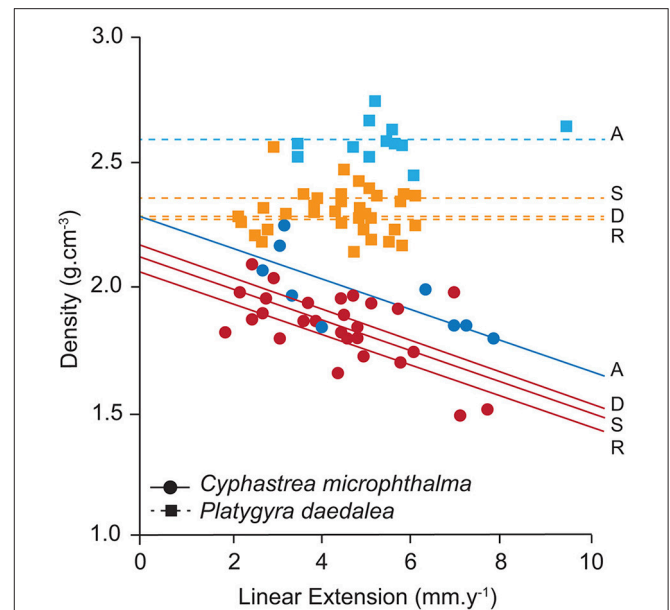 3.0
2.5
2.0
1.5
1.0
Density (g.cm-3)
A
S
D
R
A
D
S
R
Cyphastrea microphthalma
Platygyra daedalea
0 2 4 6 8 10
Linear Extension (mm.y-1)